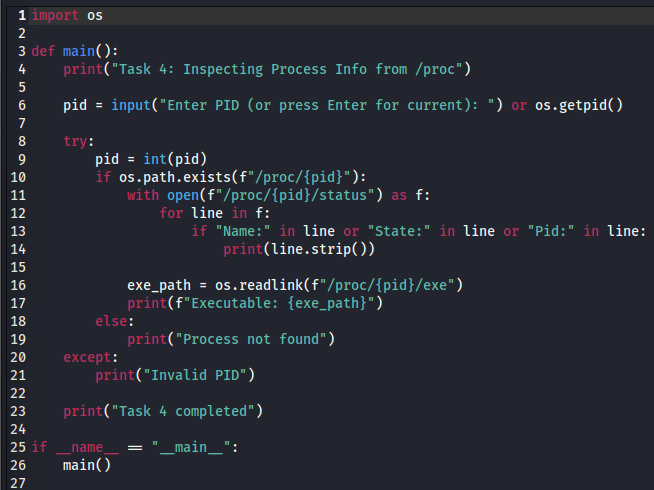 1 import os
2
3 def main():
4     print("Task 4: Inspecting Process Info from /proc")
5
6     pid = input("Enter PID (or press Enter for current): ") or os.getpid()
7
8     try:
9         pid = int(pid)
10         if os.path.exists(f"/proc/{pid}"):
11             with open(f"/proc/{pid}/status") as f:
12                 for line in f:
13                     if "Name:" in line or "State:" in line or "Pid:" in line:
14                         print(line.strip())
15
16             exe_path = os.readlink(f"/proc/{pid}/exe")
17             print(f"Executable: {exe_path}")
18         else:
19             print("Process not found")
20     except:
21         print("Invalid PID")
22
23     print("Task 4 completed")
24
25 if __name__ == "__main__":
26     main()
27